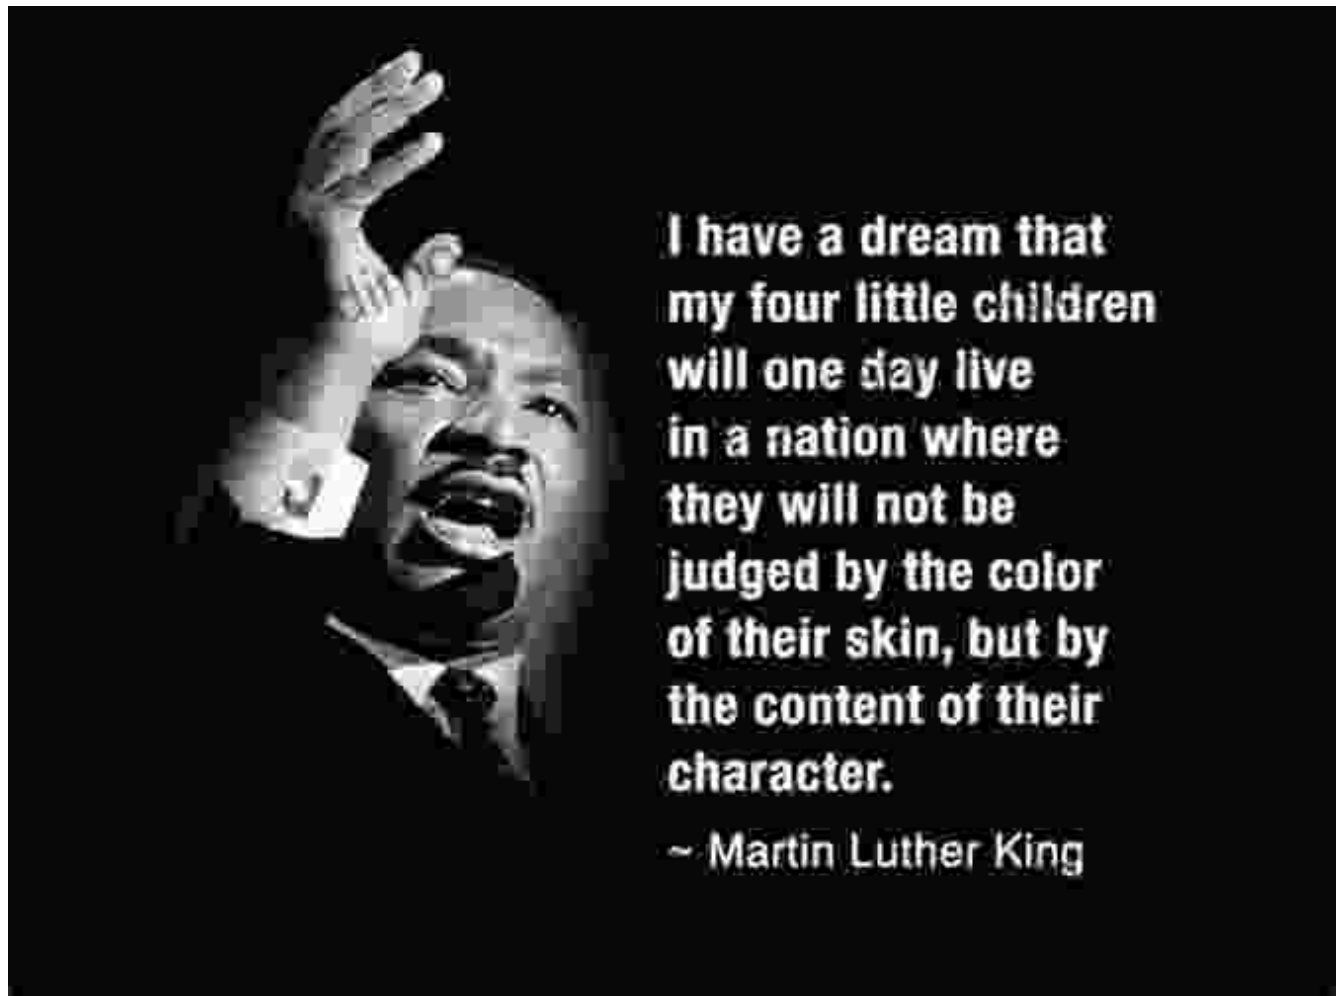 I have a dream that
my four little children
will one day live
in a nation where
they will not be
judged by the color
of their skin, but by
the content of their
character.
~ Martin Luther King